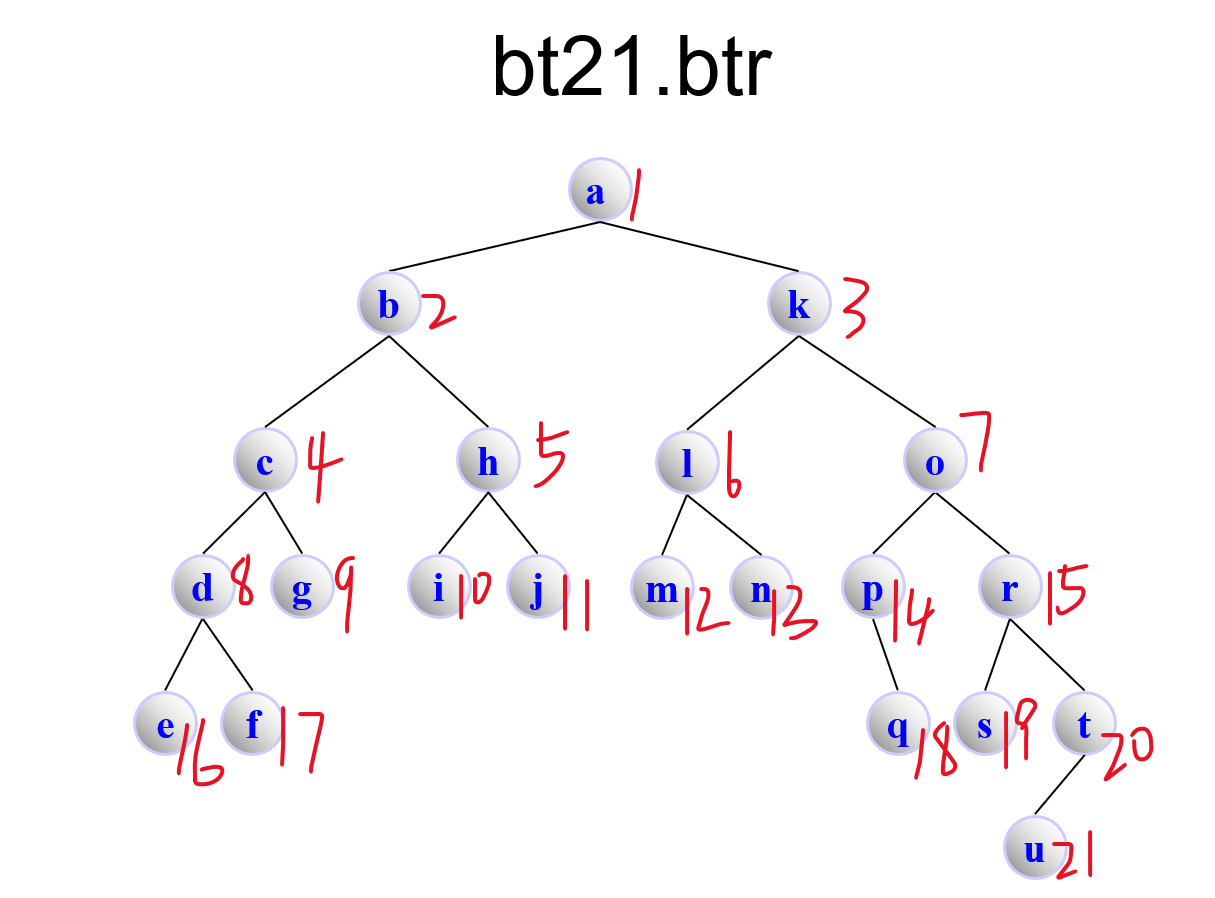 bt21.btr
a 1
b 2 k 3
c 4 h 5 l 6 o 7
d 8 g 9 i 10 j 11 m 12 n 13 p 14 r 15
e 16 f 17 q 18 s 19 t 20
u 21